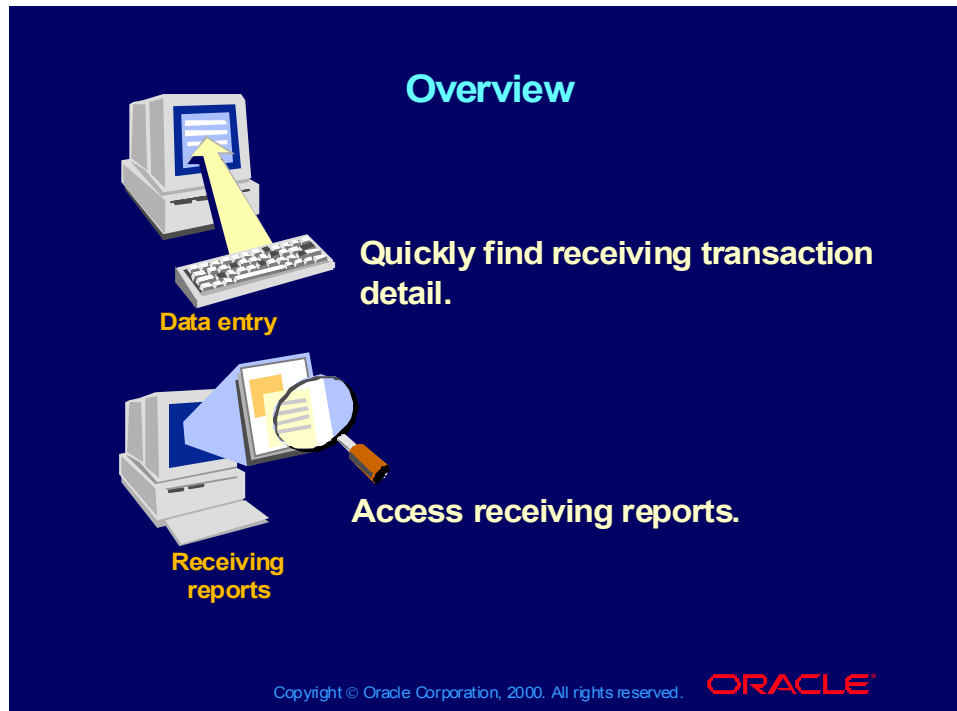 Overview
Quickly find receiving transaction
detail.
Data entry
Access receiving reports.
Receiving
reports
Copyright © Oracle Corporation, 2000. All rights reserved.
ORACLE®